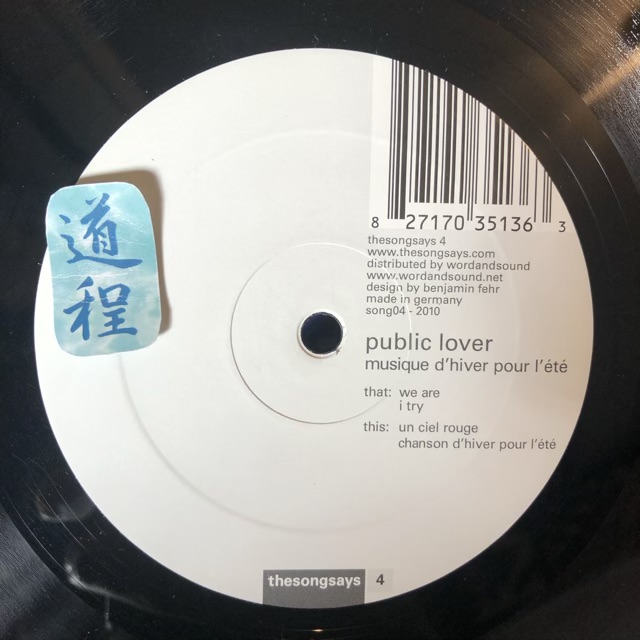 道程
8 27170 35136 3
thesongsays 4
www.thesongsays.com
distributed by wordandsound
www.wordandsound.net
design by benjamin fehr
made in germany
song04 - 2010
public lover
musique d'hiver pour l'été
that: we are
i try
this: un ciel rouge
chanson d'hiver pour l'été
thesongsays 4